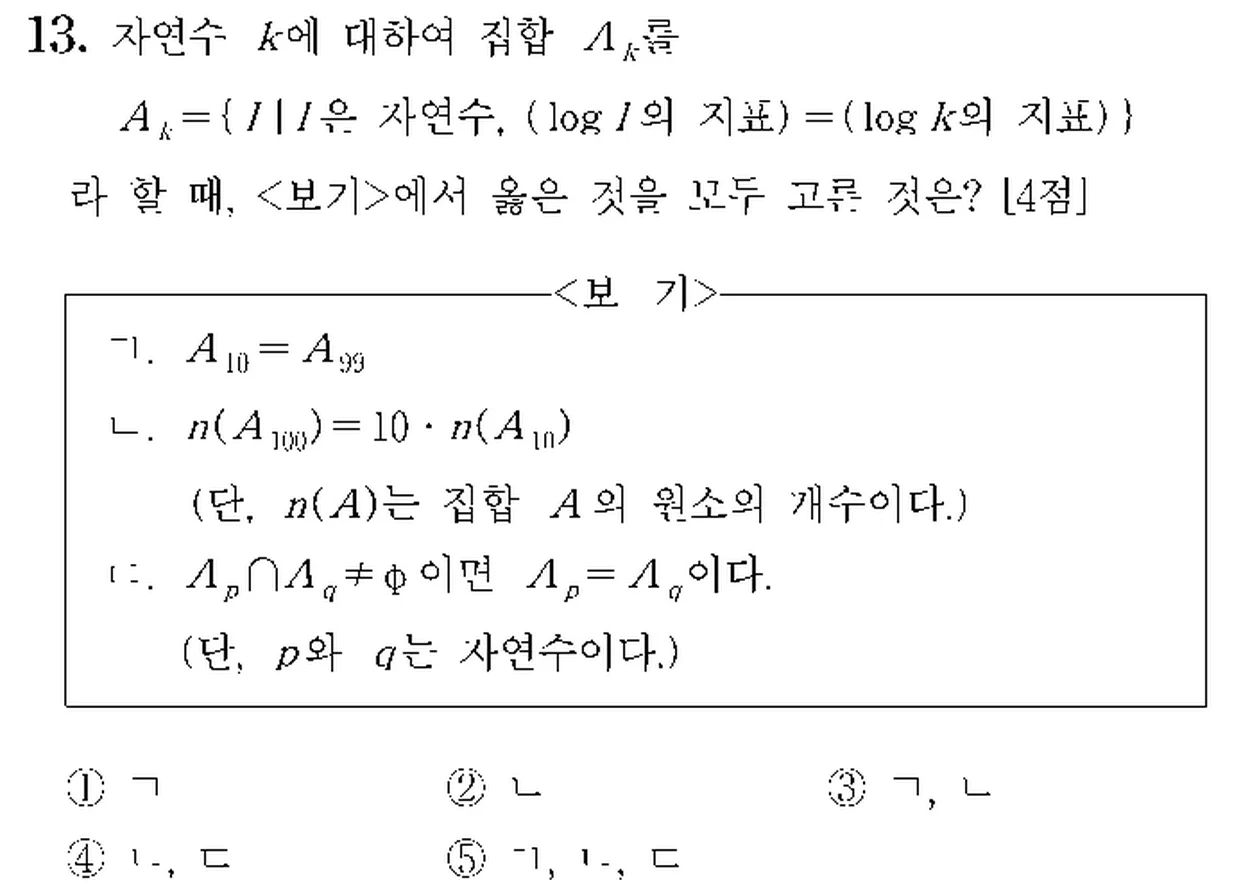 13. 자연수 k에 대하여 집합 A_k를
A_k = { l | l은 자연수, (log l의 지표) = (log k의 지표) }
라 할 때, <보기>에서 옳은 것을 모두 고른 것은? [4점]
<보 기>
ㄱ. A_10 = A_99
ㄴ. n(A_100) = 10 · n(A_10)
(단, n(A)는 집합 A의 원소의 개수이다.)
ㄷ. A_p ∩ A_q ≠ Φ 이면 A_p = A_q이다.
(단, p와 q는 자연수이다.)
① ㄱ ② ㄴ ③ ㄱ, ㄴ
④ ㄴ, ㄷ ⑤ ㄱ, ㄴ, ㄷ